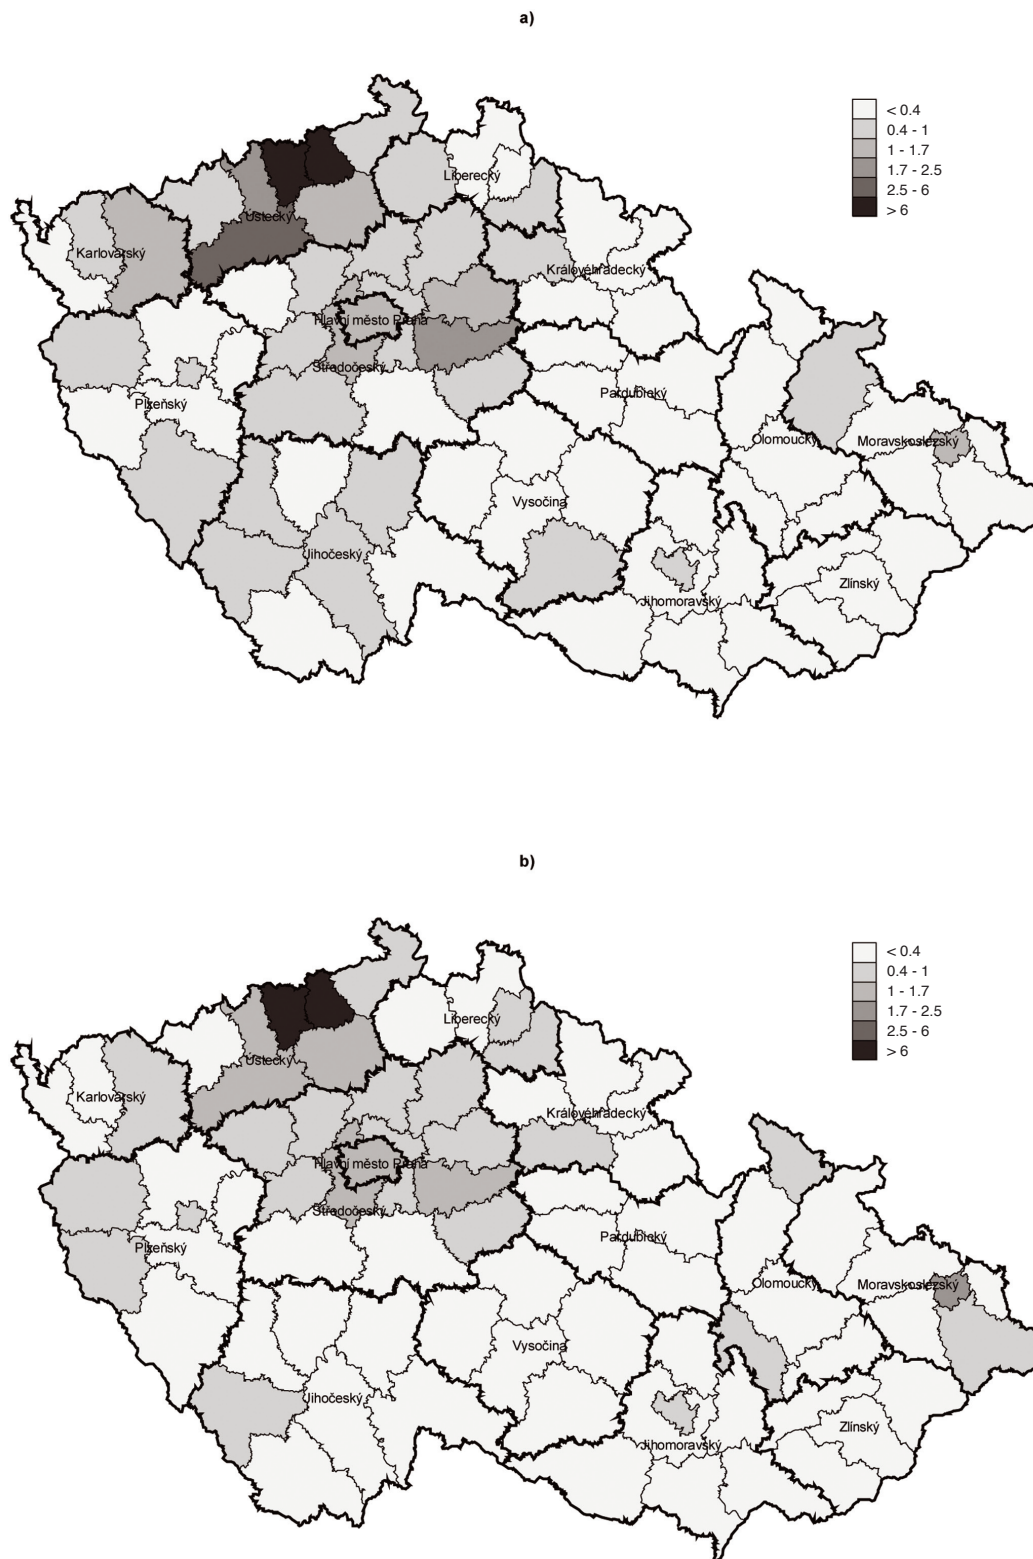 a)
< 0.4
0.4 - 1
1 - 1.7
1.7 - 2.5
2.5 - 6
> 6
Liberecký
Ústecký
Karlovarský
Královéhradecký
Hlavní město Praha
Středočeský
Pardubický
Plzeňský
Olomoucký
Moravskoslezský
Vysočina
Jihočeský
Zlínský
Jihomoravský
b)
< 0.4
0.4 - 1
1 - 1.7
1.7 - 2.5
2.5 - 6
> 6
Liberecký
Ústecký
Karlovarský
Královéhradecký
Hlavní město Praha
Středočeský
Pardubický
Plzeňský
Olomoucký
Moravskoslezský
Vysočina
Jihočeský
Zlínský
Jihomoravský